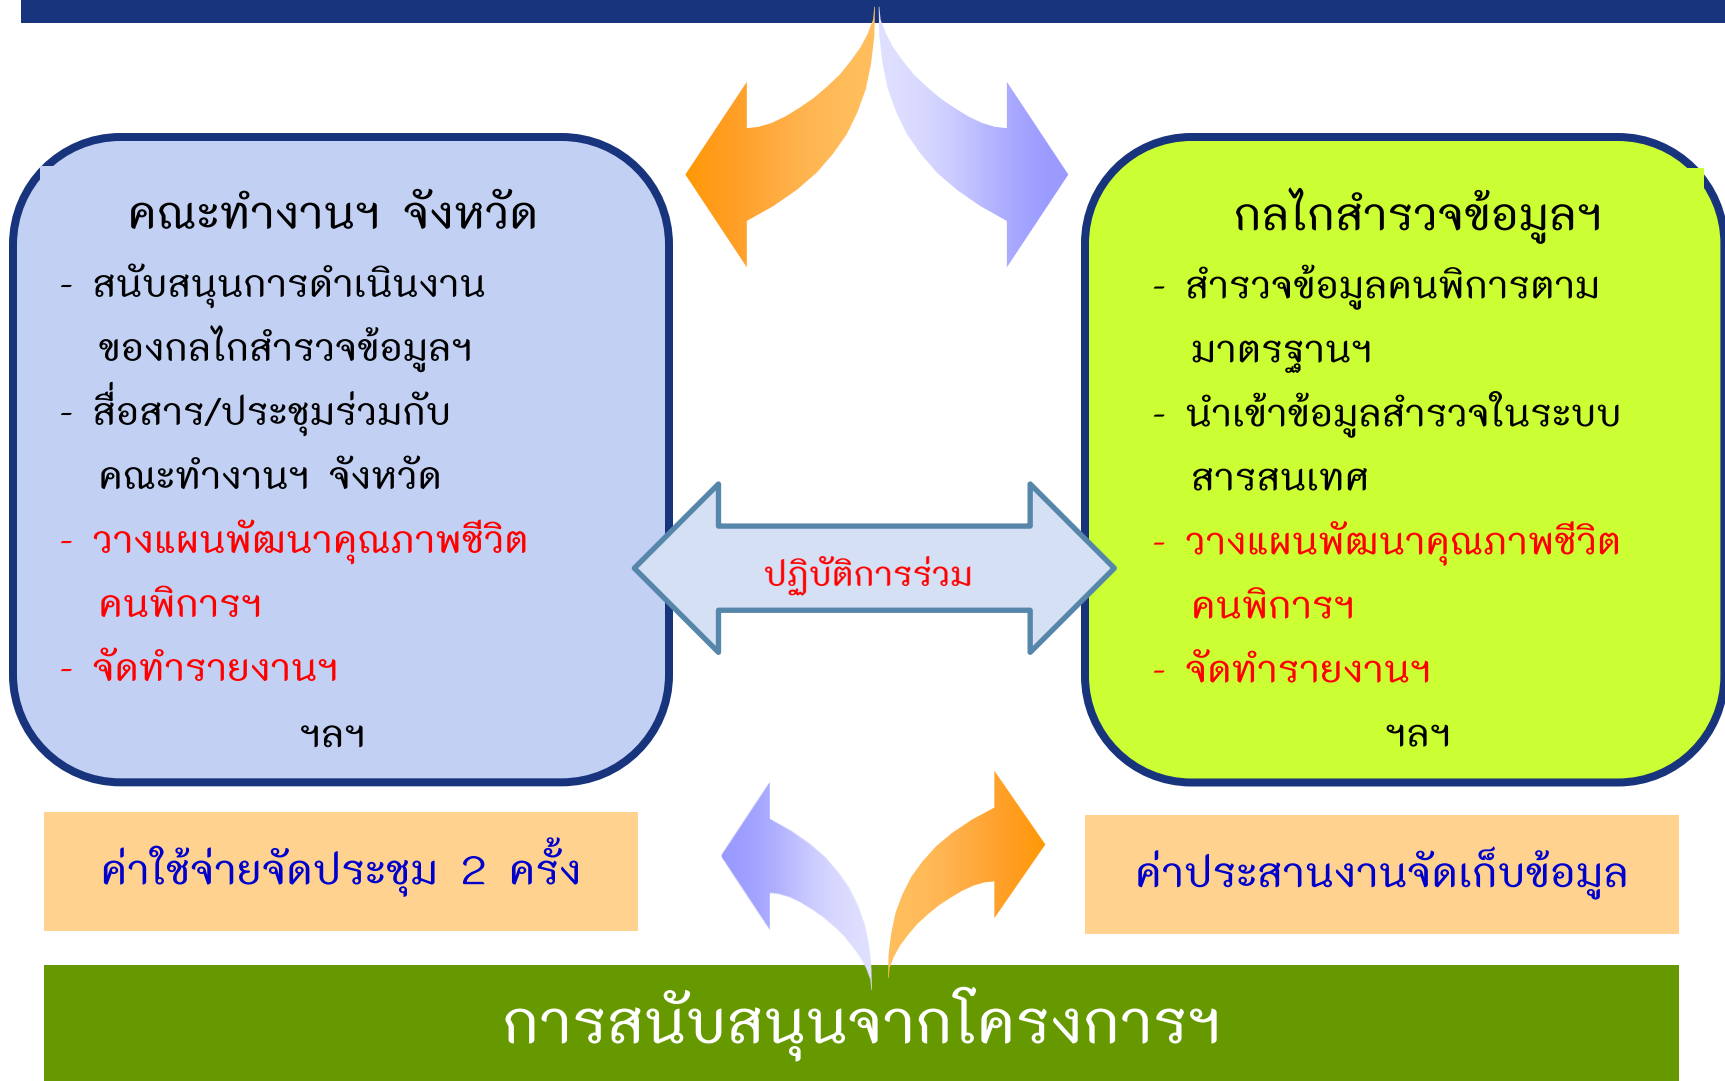 คณะทำงานฯ จังหวัด
- สนับสนุนการดำเนินงาน
ของกลไกสำรวจข้อมูลฯ
- สื่อสาร/ประชุมร่วมกับ
คณะทำงานฯ จังหวัด
- วางแผนพัฒนาคุณภาพชีวิต
คนพิการฯ
- จัดทำรายงานฯ
ฯลฯ
ปฏิบัติการร่วม
กลไกสำรวจข้อมูลฯ
- สำรวจข้อมูลคนพิการตาม
มาตรฐานฯ
- นำเข้าข้อมูลสำรวจในระบบ
สารสนเทศ
- วางแผนพัฒนาคุณภาพชีวิต
คนพิการฯ
- จัดทำรายงานฯ
ฯลฯ
ค่าใช้จ่ายจัดประชุม 2 ครั้ง
ค่าประสานงานจัดเก็บข้อมูล
การสนับสนุนจากโครงการฯ